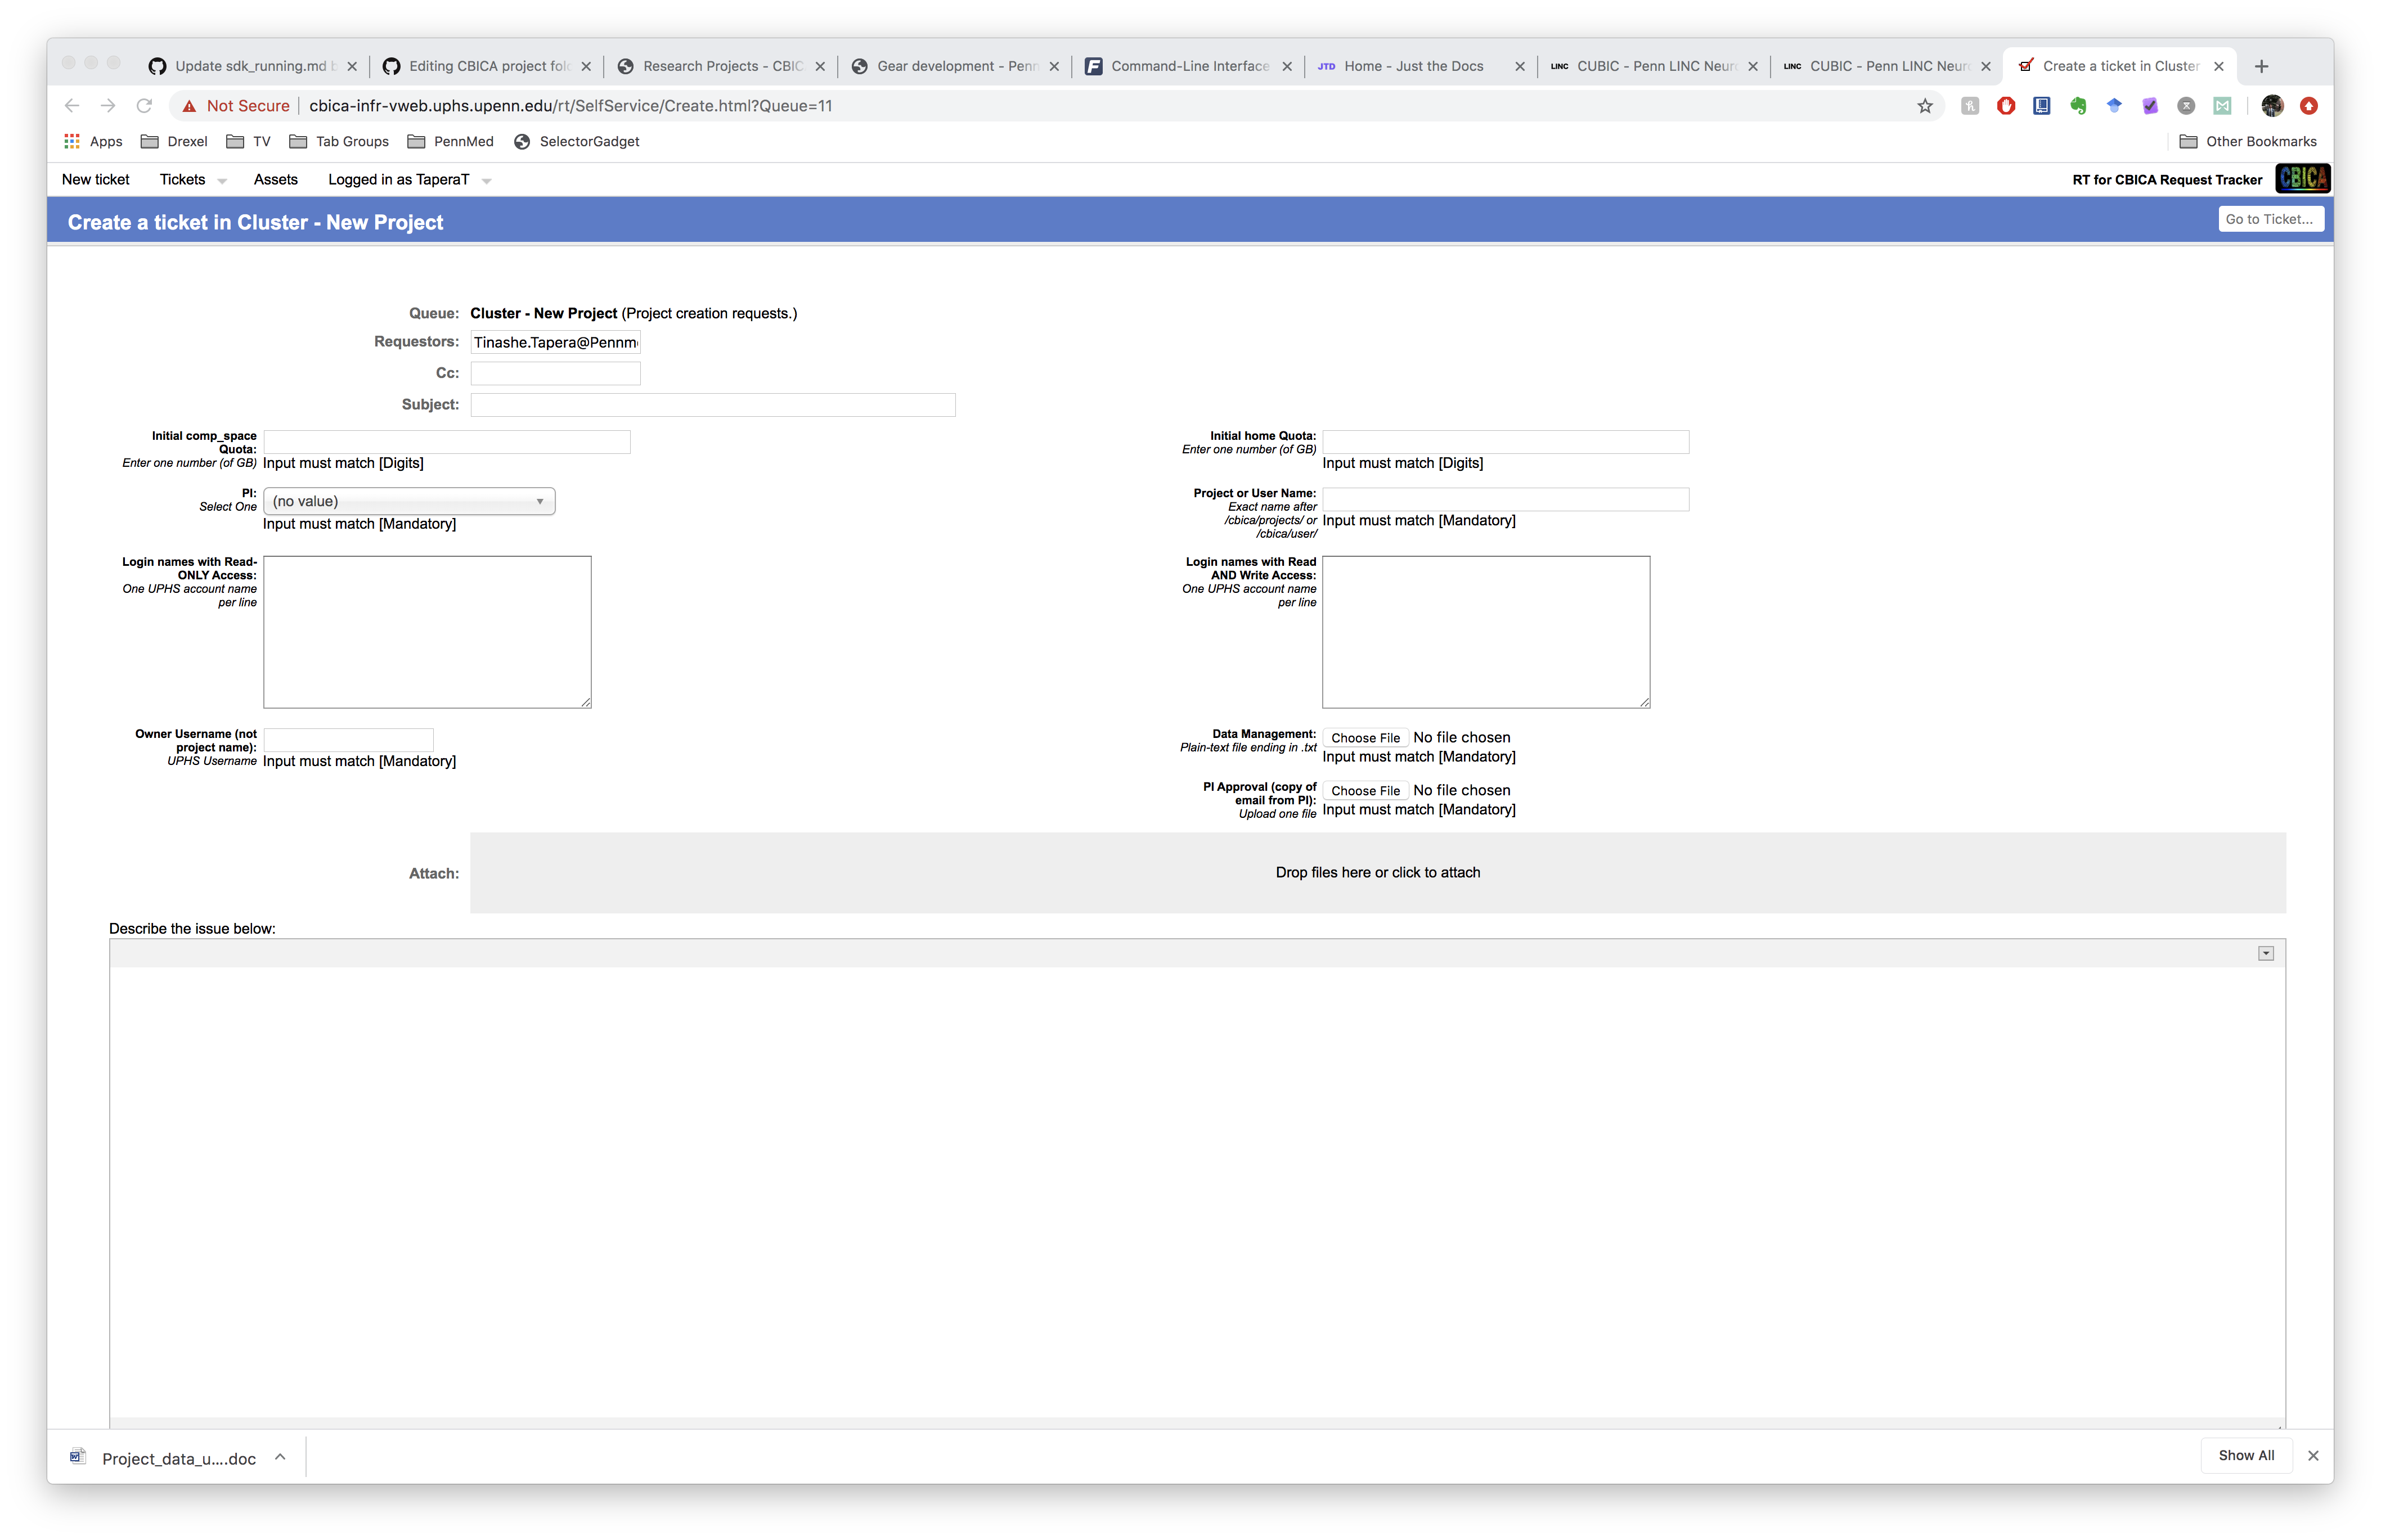 Update sdk_running.md b
Editing CBICA project fol
Research Projects - CBIC
Gear development - Penn
Command-Line Interface
JTD Home - Just the Docs
LINC CUBIC - Penn LINC Neuro
LINC CUBIC - Penn LINC Neuro
Create a ticket in Cluster
Not Secure cbica-infr-vweb.uphs.upenn.edu/rt/SelfService/Create.html?Queue=11
Apps Drexel TV Tab Groups PennMed SelectorGadget Other Bookmarks
New ticket Tickets Assets Logged in as TaperaT RT for CBICA Request Tracker CBICA
Create a ticket in Cluster - New Project Go to Ticket...
Queue: Cluster - New Project (Project creation requests.)
Requestors: Tinashe.Tapera@Pennm
Cc:
Subject:
Initial comp_space
Quota:
Enter one number (of GB) Input must match [Digits]
Initial home Quota:
Enter one number (of GB)
Input must match [Digits]
PI:
Select One
(no value)
Input must match [Mandatory]
Project or User Name:
Exact name after
/cbica/projects/ or
/cbica/user/
Input must match [Mandatory]
Login names with Read-
ONLY Access:
One UPHS account name
per line
Login names with Read
AND Write Access:
One UPHS account name
per line
Owner Username (not
project name):
UPHS Username Input must match [Mandatory]
Data Management:
Plain-text file ending in .txt
Choose File No file chosen
Input must match [Mandatory]
PI Approval (copy of
email from PI):
Upload one file
Choose File No file chosen
Input must match [Mandatory]
Attach: Drop files here or click to attach
Describe the issue below:
Project_data_u....doc Show All